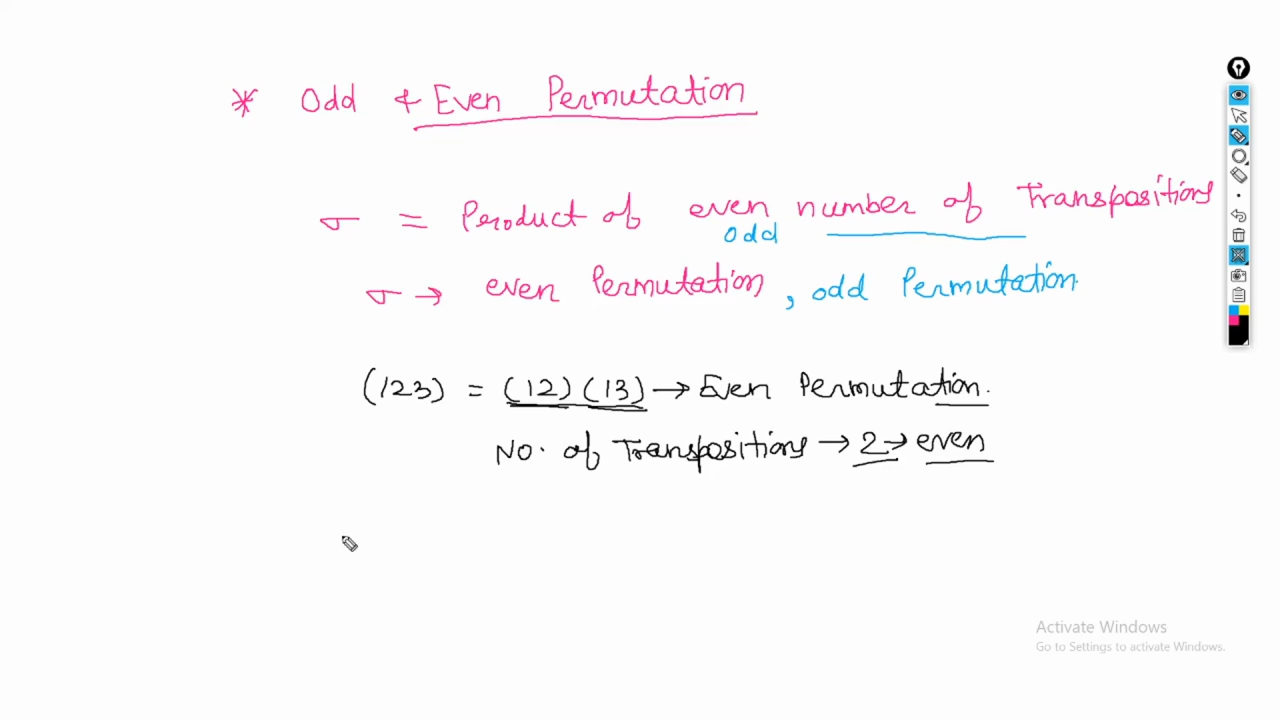 * Odd & Even Permutation
σ = Product of even number of Transpositions
odd
σ → even Permutation, odd Permutation.
(123) = (12)(13) → Even Permutation.
No. of Transpositions → 2 → even
Activate Windows
Go to Settings to activate Windows.